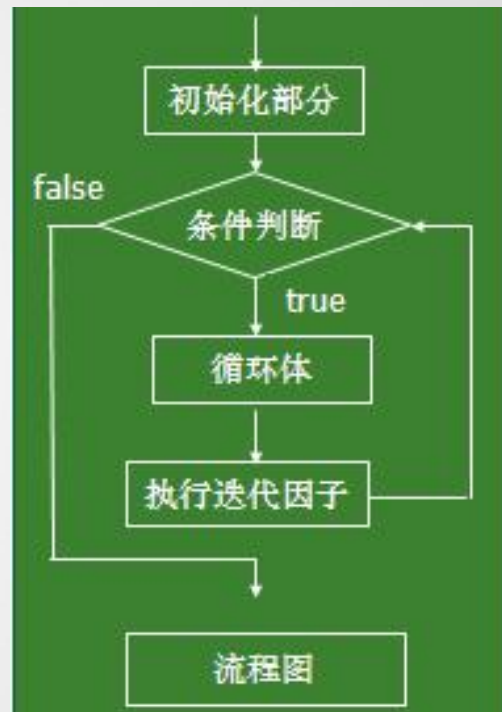 初始化部分
false
条件判断
true
循环体
执行迭代因子
流程图